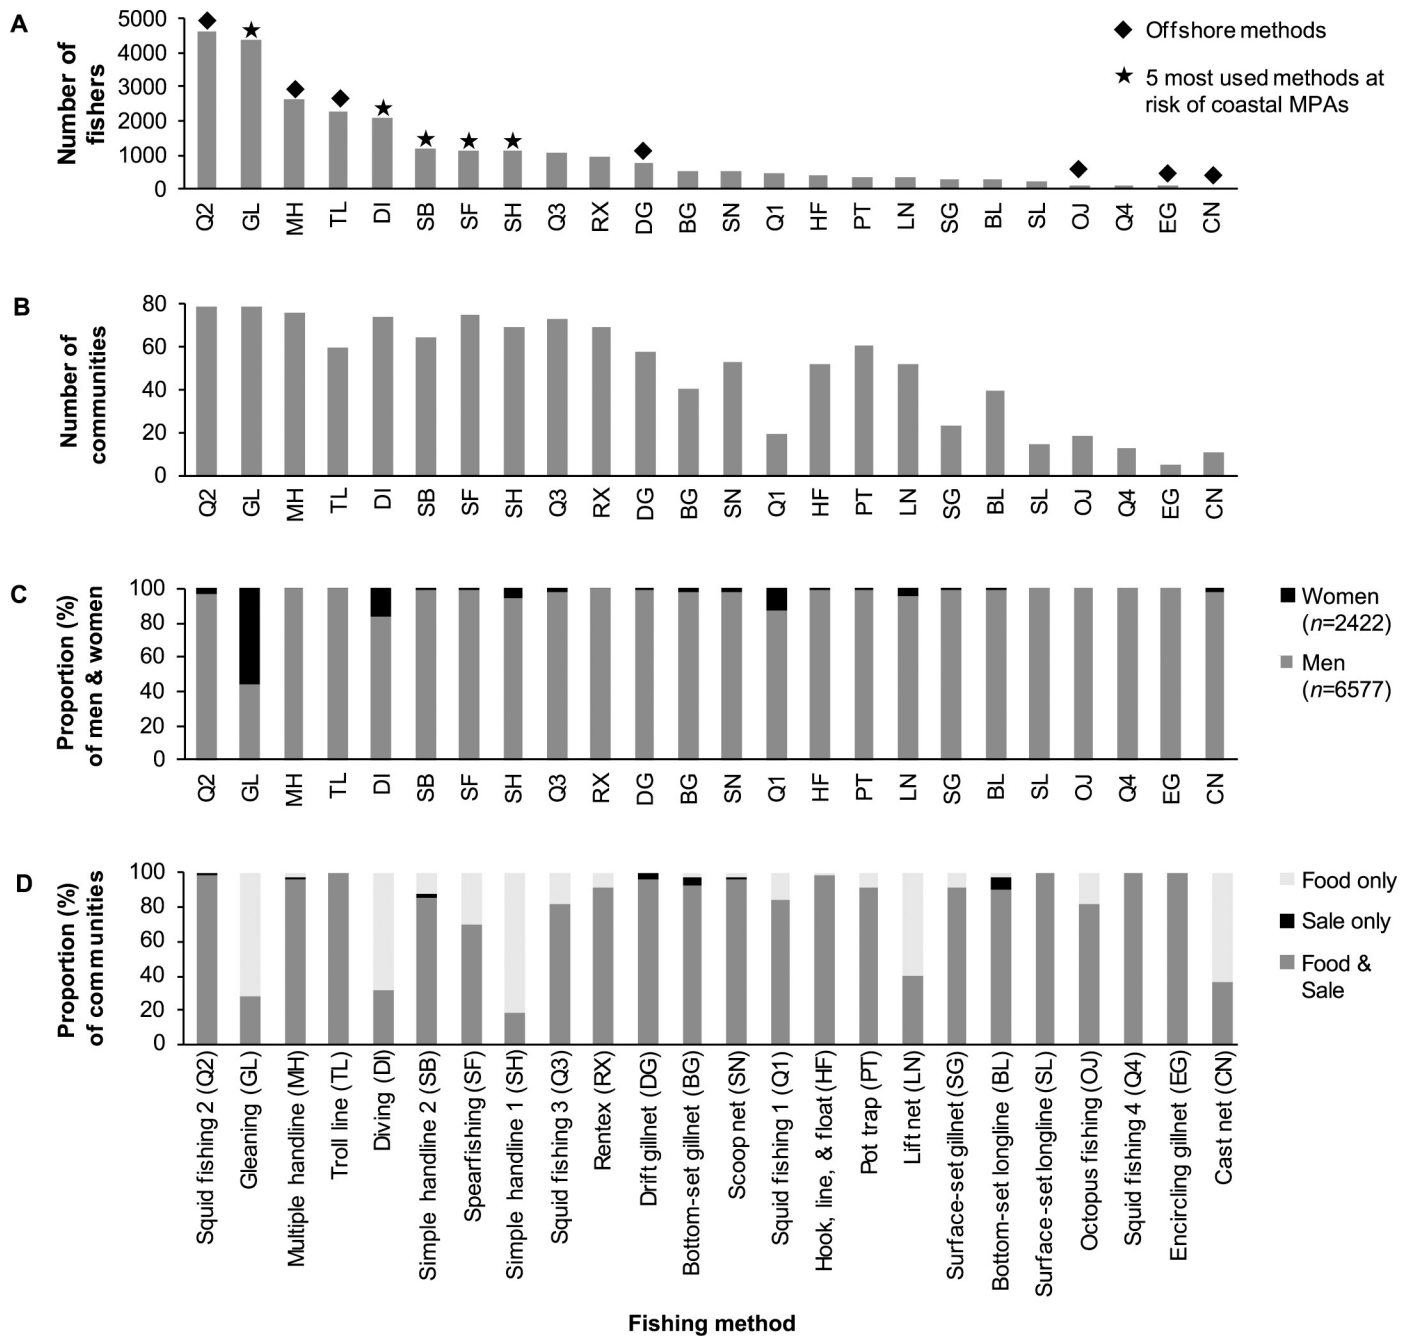 A
Number of
fishers
5000
4000
3000
2000
1000
0
Offshore methods
5 most used methods at
risk of coastal MPAs
Q2 GL MH TL DI SB SF SH Q3 RX DG BG SN Q1 HF PT LN SG BL SL OJ Q4 EG CN
B
Number of
communities
80
60
40
20
0
Q2 GL MH TL DI SB SF SH Q3 RX DG BG SN Q1 HF PT LN SG BL SL OJ Q4 EG CN
C
Proportion (%)
of men & women
100
80
60
40
20
0
Women
(n=2422)
Men
(n=6577)
Q2 GL MH TL DI SB SF SH Q3 RX DG BG SN Q1 HF PT LN SG BL SL OJ Q4 EG CN
D
Proportion (%)
of communities
100
80
60
40
20
0
Food only
Sale only
Food &
Sale
Squid fishing 2 (Q2)
Gleaning (GL)
Multiple handline (MH)
Troll line (TL)
Diving (DI)
Simple handline 2 (SB)
Spearfishing (SF)
Simple handline 1 (SH)
Squid fishing 3 (Q3)
Rentex (RX)
Drift gillnet (DG)
Bottom-set gillnet (BG)
Scoop net (SN)
Squid fishing 1 (Q1)
Hook, line, & float (HF)
Pot trap (PT)
Lift net (LN)
Surface-set gillnet (SG)
Bottom-set longline (BL)
Surface-set longline (SL)
Octopus fishing (OJ)
Squid fishing 4 (Q4)
Encircling gillnet (EG)
Cast net (CN)
Fishing method